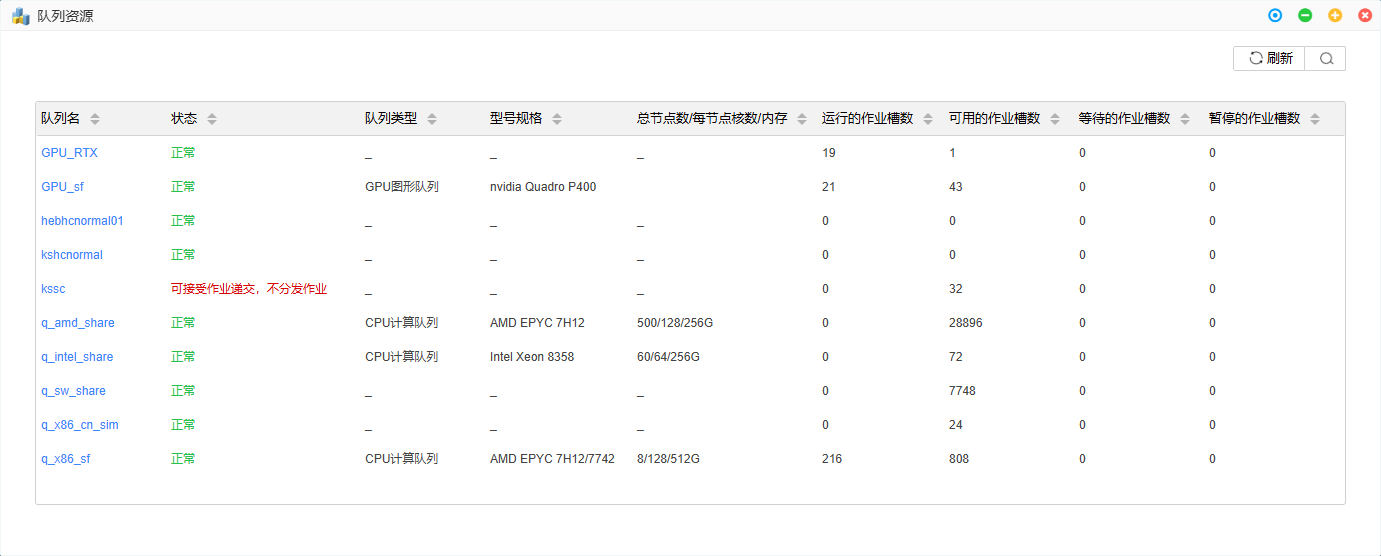 队列资源
刷新
队列名 状态 队列类型 型号规格 总节点数/每节点核数/内存 运行的作业槽数 可用的作业槽数 等待的作业槽数 暂停的作业槽数
GPU_RTX 正常 _ _ _ 19 1 0 0
GPU_sf 正常 GPU图形队列 nvidia Quadro P400 21 43 0 0
hebhcnormal01 正常 _ _ _ 0 0 0 0
kshcnormal 正常 _ _ _ 0 0 0 0
kssc 可接受作业递交，不分发作业 _ _ _ 0 32 0 0
q_amd_share 正常 CPU计算队列 AMD EPYC 7H12 500/128/256G 0 28896 0 0
q_intel_share 正常 CPU计算队列 Intel Xeon 8358 60/64/256G 0 72 0 0
q_sw_share 正常 _ _ _ 0 7748 0 0
q_x86_cn_sim 正常 _ _ _ 0 24 0 0
q_x86_sf 正常 CPU计算队列 AMD EPYC 7H12/7742 8/128/512G 216 808 0 0